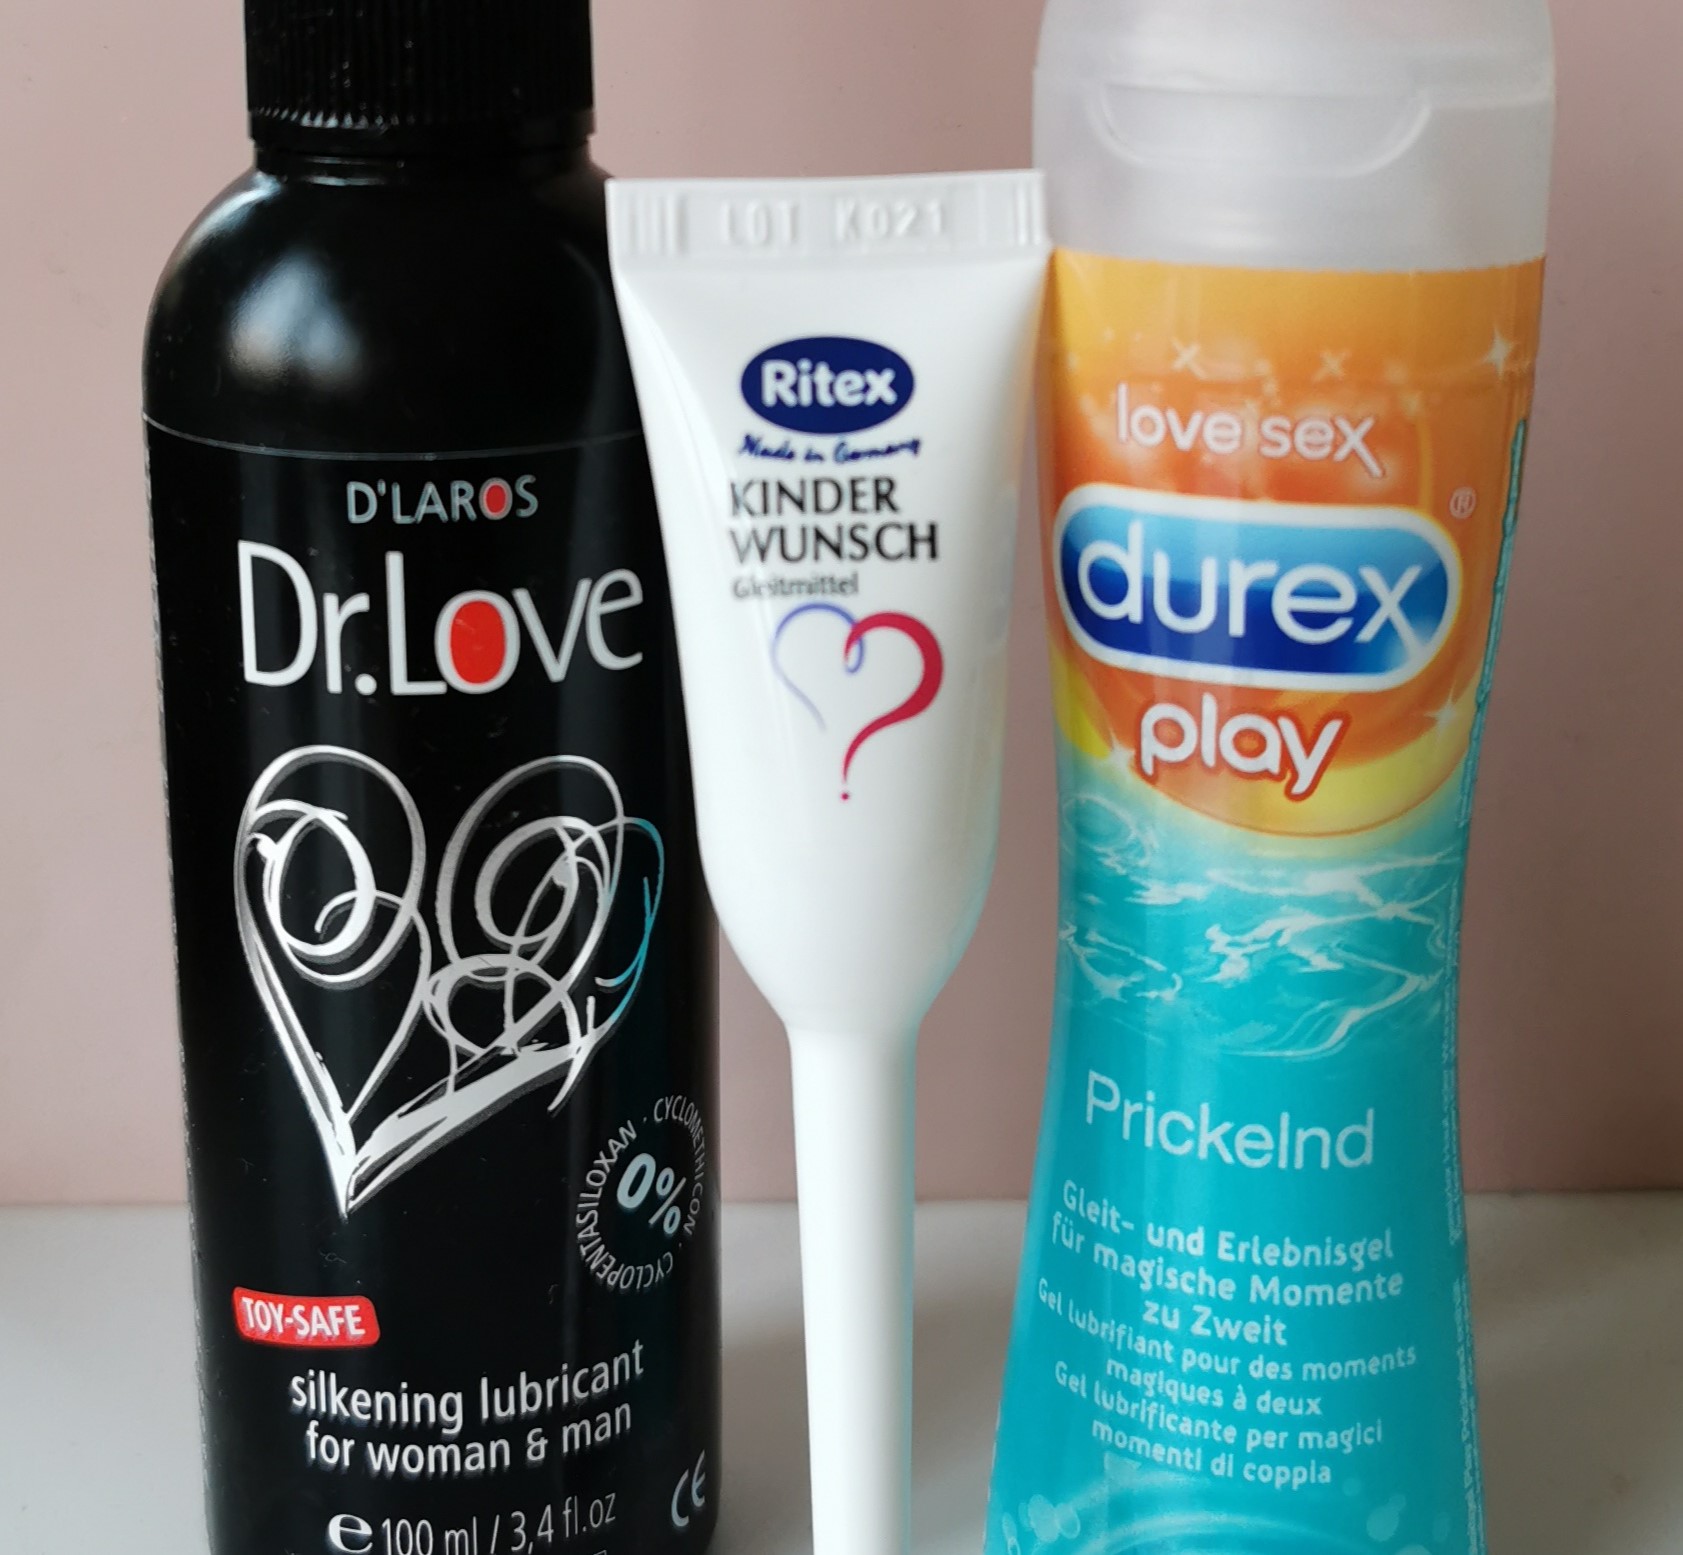 D'LAROS
Dr.Love
CYCLOPENTASILOXAN · CYCLOMETHICON ·
0%
TOY-SAFE
silkening lubricant
for woman & man
℮ 100 ml / 3,4 fl.oz
CE
LOT K021
Ritex
Made in Germany
KINDER
WUNSCH
Gleitmittel
love sex
durex®
play
Prickelnd
Gleit- und Erlebnisgel
für magische Momente
zu Zweit
Gel lubrifiant pour des moments
magiques à deux
Gel lubrificante per magici
momenti di coppia